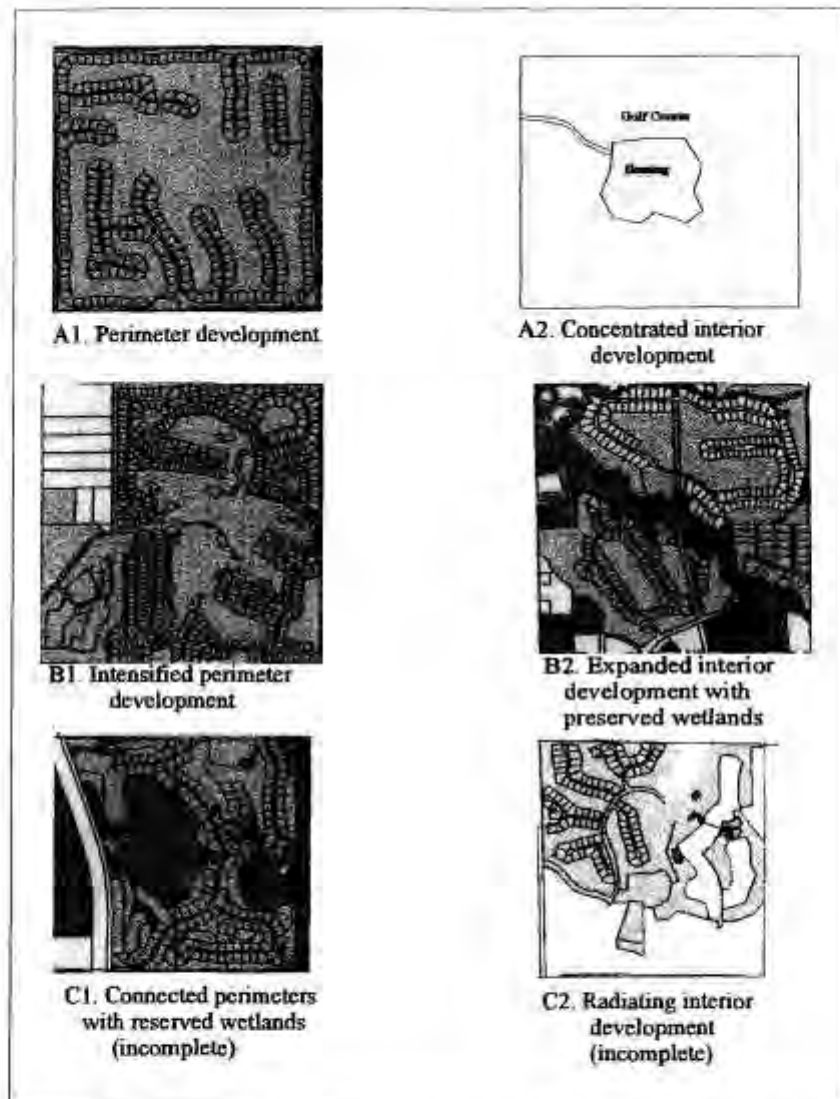 Golf Course
Housing
A1. Perimeter development
A2. Concentrated interior
development
B1. Intensified perimeter
development
B2. Expanded interior
development with
preserved wetlands
C1. Connected perimeters
with reserved wetlands
(incomplete)
C2. Radiating interior
development
(incomplete)